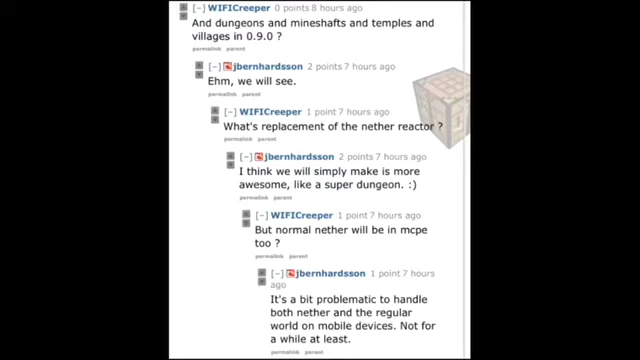 [–] WIFICreeper 0 points 8 hours ago
And dungeons and mineshafts and temples and
villages in 0.9.0 ?
permalink parent
[–] jbernhardsson 2 points 7 hours ago
Ehm, we will see.
permalink parent
[–] WIFICreeper 1 point 7 hours ago
What's replacement of the nether reactor ?
permalink parent
[–] jbernhardsson 2 points 7 hours ago
I think we will simply make is more
awesome, like a super dungeon. :)
permalink parent
[–] WIFICreeper 1 point 7 hours ago
But normal nether will be in mcpe
too ?
permalink parent
[–] jbernhardsson 1 point 7 hours
ago
It's a bit problematic to handle
both nether and the regular
world on mobile devices. Not for
a while at least.
permalink parent